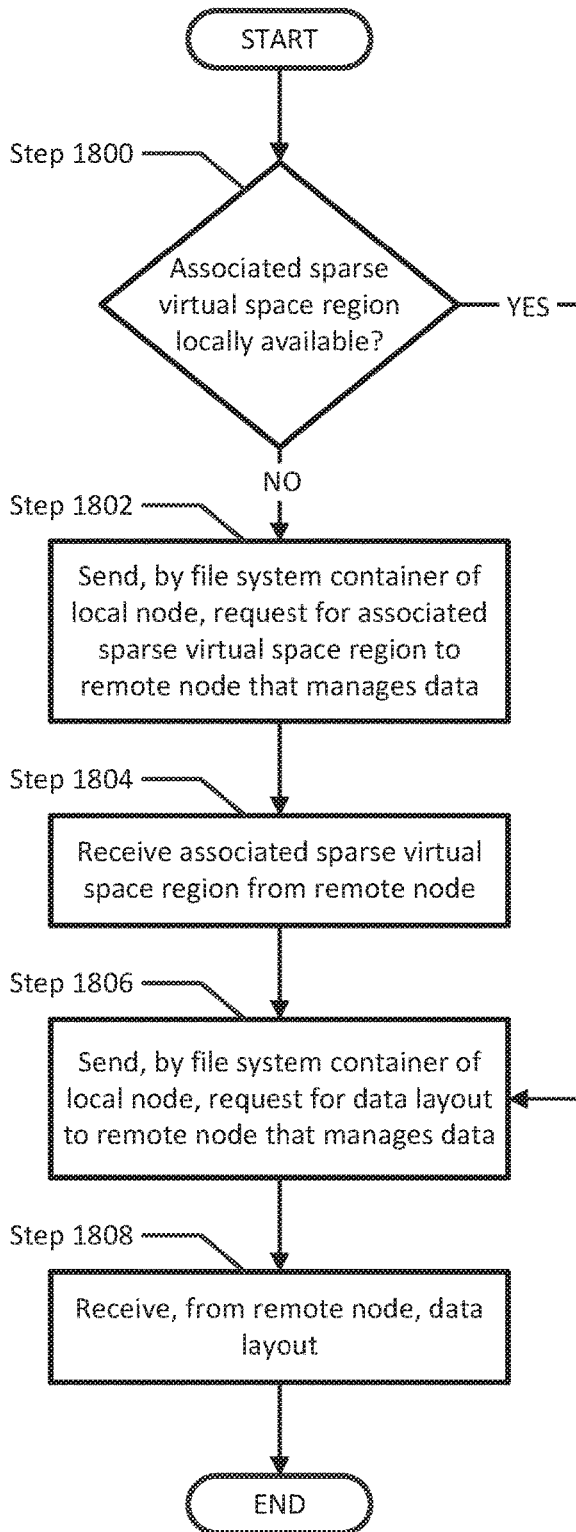 START
Step 1800
Associated sparse
virtual space region
locally available?
YES
NO
Step 1802
Send, by file system container of
local node, request for associated
sparse virtual space region to
remote node that manages data
Step 1804
Receive associated sparse virtual
space region from remote node
Step 1806
Send, by file system container of
local node, request for data layout
to remote node that manages data
Step 1808
Receive, from remote node, data
layout
END